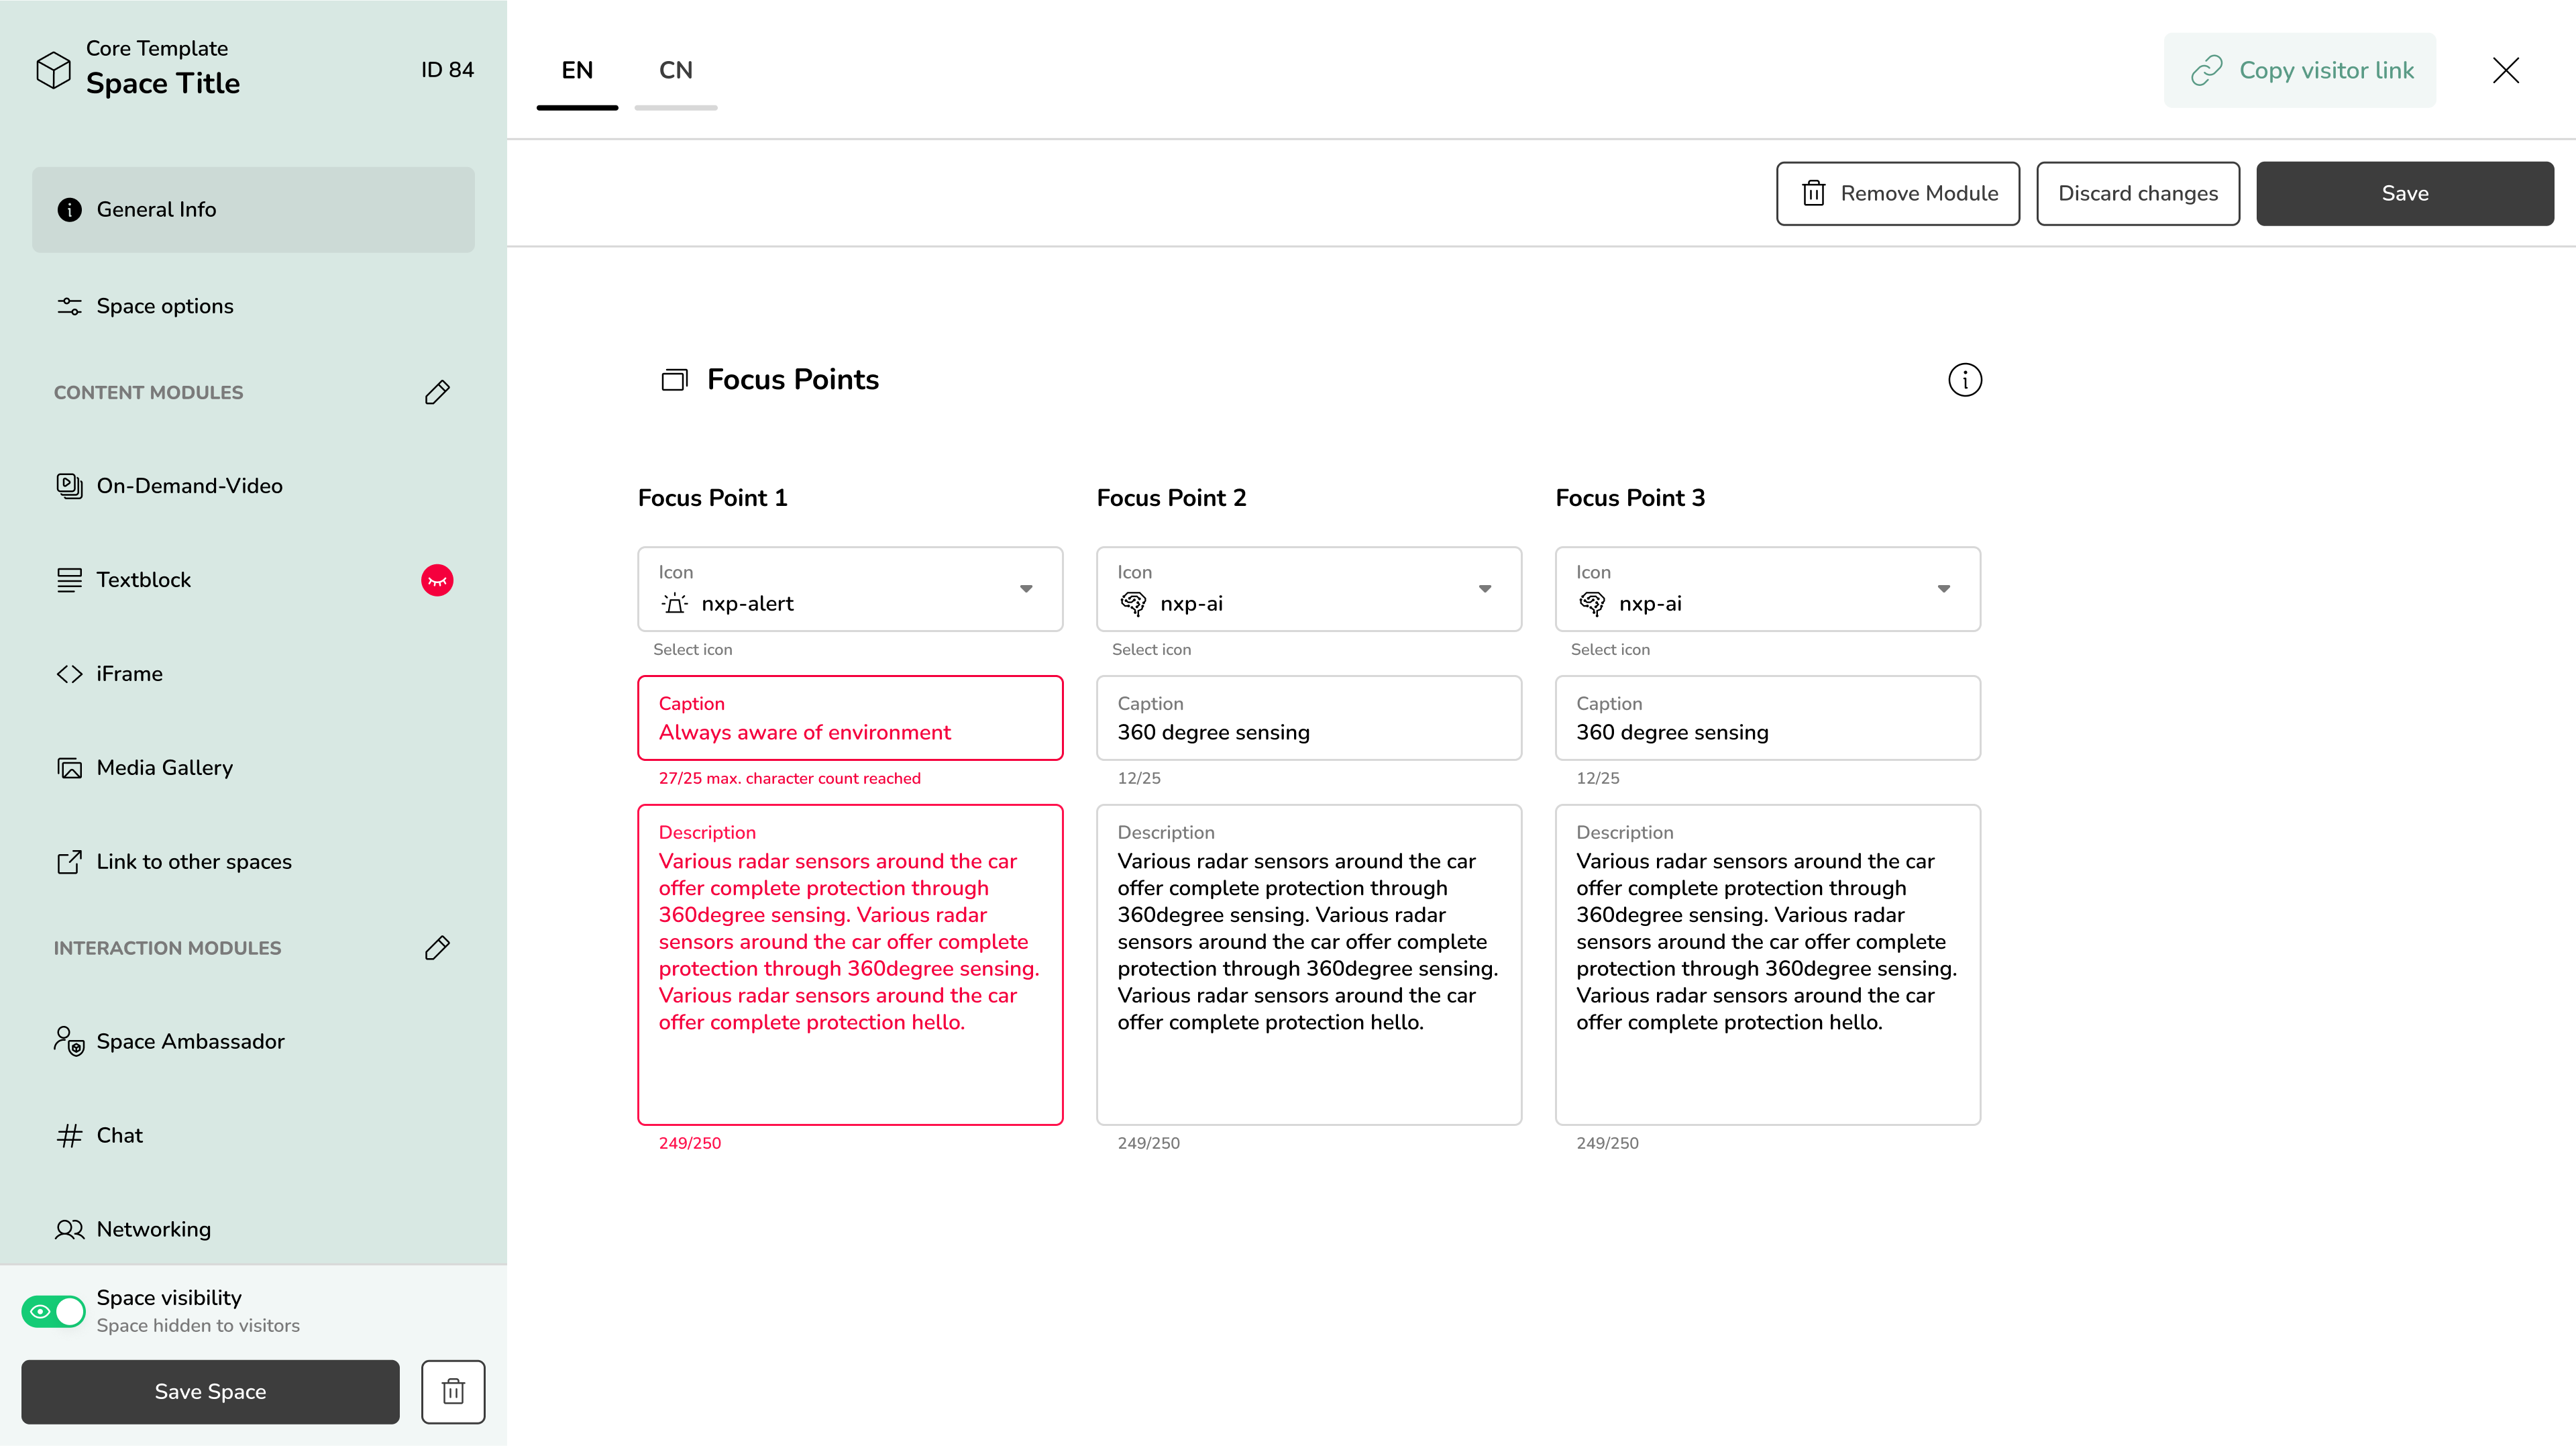 Core Template
Space Title
ID 84
General Info
Space options
CONTENT MODULES
On-Demand-Video
Textblock
iFrame
Media Gallery
Link to other spaces
INTERACTION MODULES
Space Ambassador
Chat
Networking
Space visibility
Space hidden to visitors
Save Space
EN
CN
Copy visitor link
Remove Module
Discard changes
Save
Focus Points
Focus Point 1
Icon
nxp-alert
Select icon
Caption
Always aware of environment
27/25 max. character count reached
Description
Various radar sensors around the car
offer complete protection through
360degree sensing. Various radar
sensors around the car offer complete
protection through 360degree sensing.
Various radar sensors around the car
offer complete protection hello.
249/250
Focus Point 2
Icon
nxp-ai
Select icon
Caption
360 degree sensing
12/25
Description
Various radar sensors around the car
offer complete protection through
360degree sensing. Various radar
sensors around the car offer complete
protection through 360degree sensing.
Various radar sensors around the car
offer complete protection hello.
249/250
Focus Point 3
Icon
nxp-ai
Select icon
Caption
360 degree sensing
12/25
Description
Various radar sensors around the car
offer complete protection through
360degree sensing. Various radar
sensors around the car offer complete
protection through 360degree sensing.
Various radar sensors around the car
offer complete protection hello.
249/250